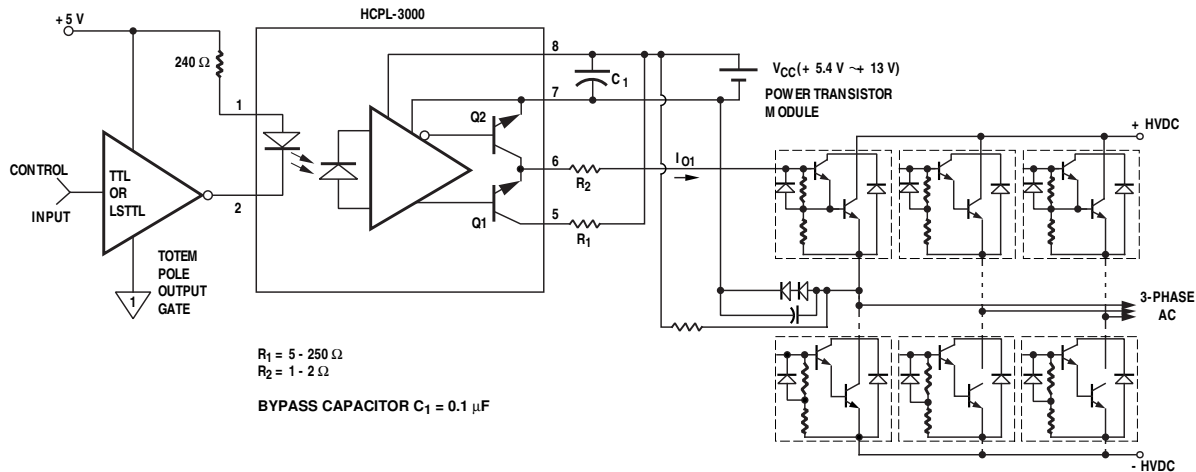 HCPL-3000
+ 5 V
240 Ω
1
2
CONTROL
INPUT
TTL
OR
LSTTL
1
TOTEM
POLE
OUTPUT
GATE
Q2
Q1
8
7
6
5
C1
R2
R1
IO1
VCC (+ 5.4 V ~+ 13 V)
POWER TRANSISTOR
MODULE
+ HVDC
3-PHASE
AC
- HVDC
R1 = 5 - 250 Ω
R2 = 1 - 2 Ω
BYPASS CAPACITOR C1 = 0.1 µF